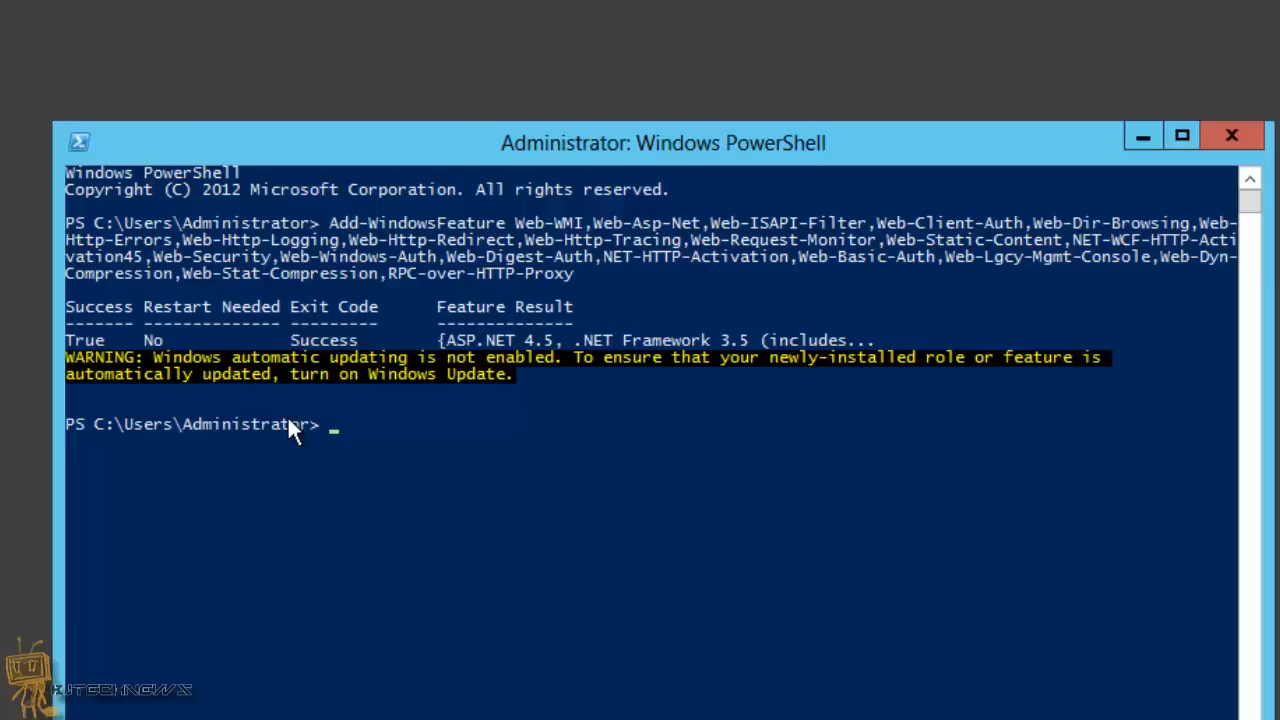 Administrator: Windows PowerShell
Windows PowerShell
Copyright (C) 2012 Microsoft Corporation. All rights reserved.
PS C:\Users\Administrator> Add-WindowsFeature Web-WMI,Web-Asp-Net,Web-ISAPI-Filter,Web-Client-Auth,Web-Dir-Browsing,Web-
Http-Errors,Web-Http-Logging,Web-Http-Redirect,Web-Http-Tracing,Web-Request-Monitor,Web-Static-Content,NET-WCF-HTTP-Acti
vation45,Web-Security,Web-Windows-Auth,Web-Digest-Auth,NET-HTTP-Activation,Web-Basic-Auth,Web-Lgcy-Mgmt-Console,Web-Dyn-
Compression,Web-Stat-Compression,RPC-over-HTTP-Proxy
Success Restart Needed Exit Code Feature Result
------- -------------- --------- --------------
True No Success {ASP.NET 4.5, .NET Framework 3.5 (includes...
WARNING: Windows automatic updating is not enabled. To ensure that your newly-installed role or feature is
automatically updated, turn on Windows Update.
PS C:\Users\Administrator> _